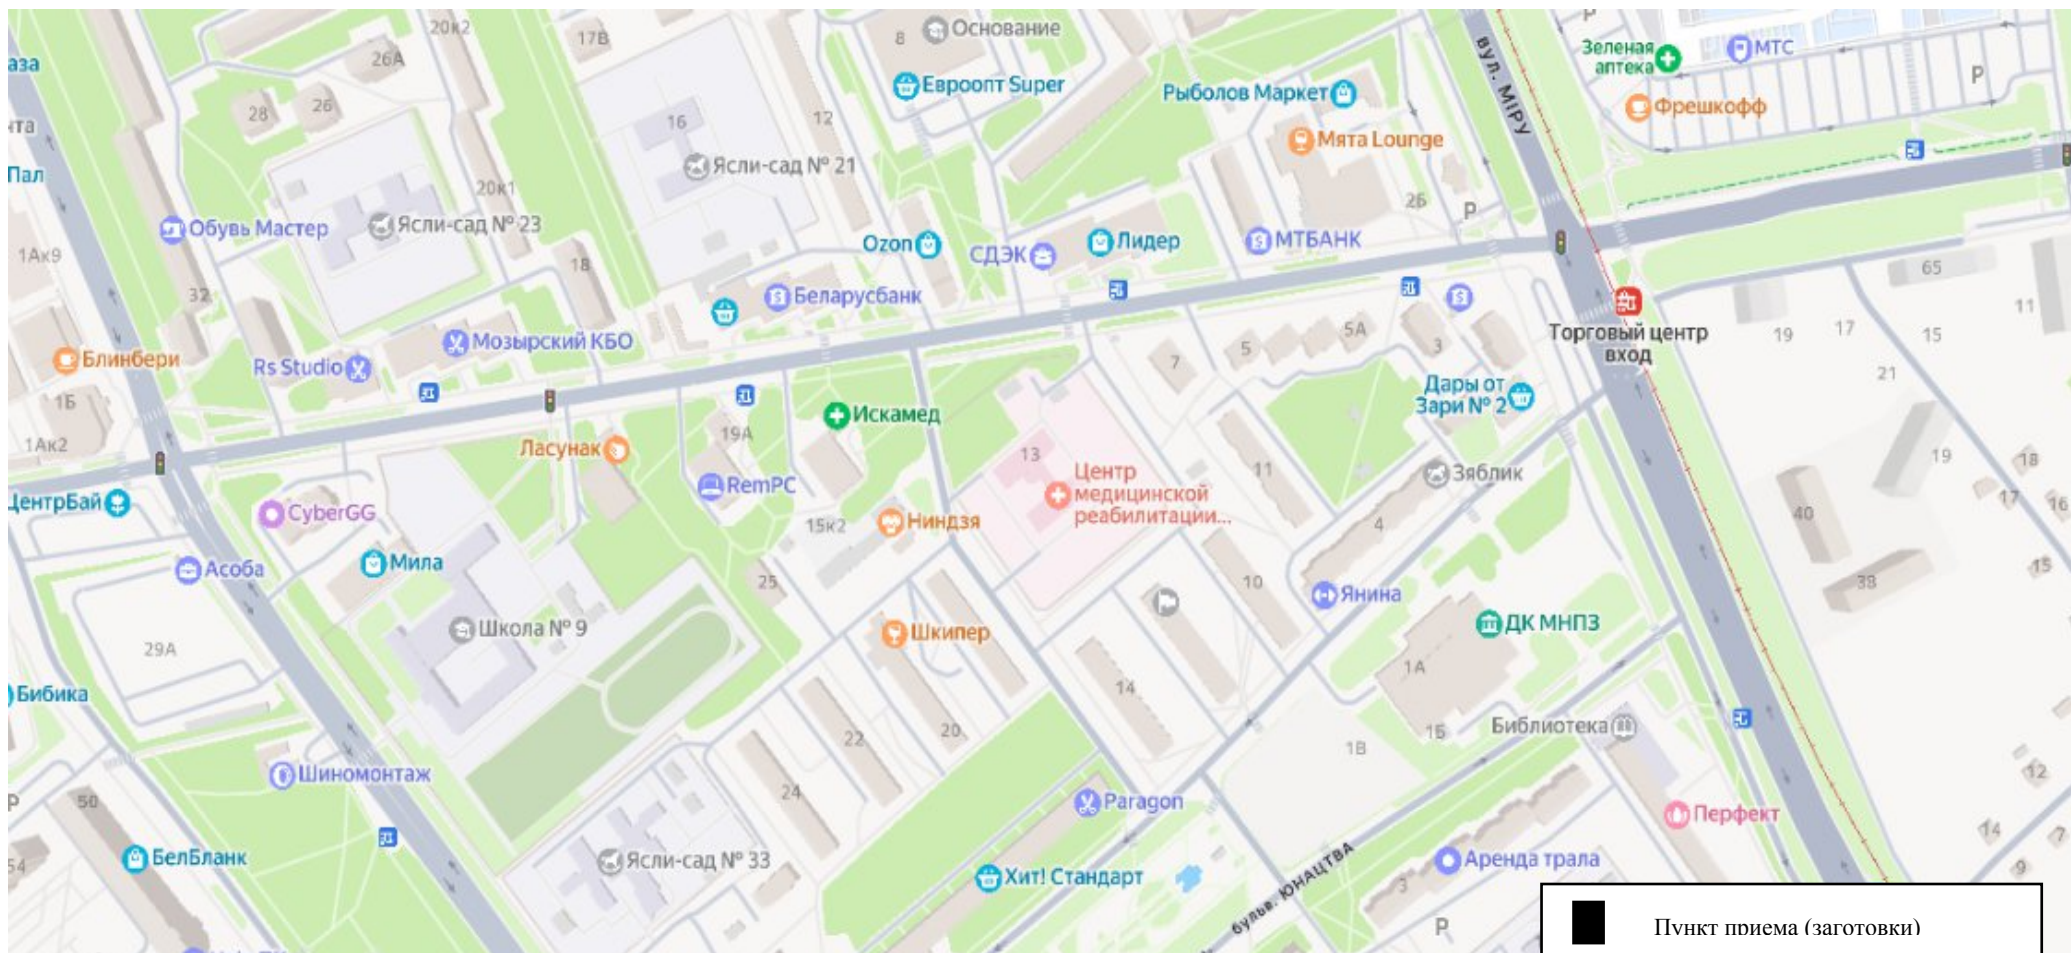 20к2
17В
8
Основание
вул. МІРУ
Р
Зеленая
аптека
МТС
26А
Евроопт Super
Рыболов Маркет
Р
Фрешкофф
28
26
16
12
Мята Lounge
Ясли-сад № 21
Пал
20к1
2Б
Р
Обувь Мастер
Ясли-сад № 23
Ozon
СДЭК
Лидер
МТБАНК
1Ак9
18
65
32
Беларусбанк
11
Торговый центр
вход
19
17
15
Мозырский КБО
5
5А
3
7
Блинбери
Rs Studio
21
Дары от
Зари № 2
1Б
Искамед
19А
1Ак2
Ласунак
13
11
Зяблик
19
18
Центр
медицинской
реабилитации...
RemPC
ЦентрБай
CyberGG
15к2
Ниндзя
4
40
17
16
Асоба
Мила
25
10
Янина
38
15
Школа № 9
Шкипер
ДК МНПЗ
29А
1А
Бибика
14
22
20
1Б
1В
Библиотека
Шиномонтаж
12
50
24
Paragon
Перфект
Р
14
7
54
БелБланк
Ясли-сад № 33
Хит! Стандарт
бульв. ЮНАЦТВА
Аренда трала
3
9
Р
Пункт приема (заготовки)